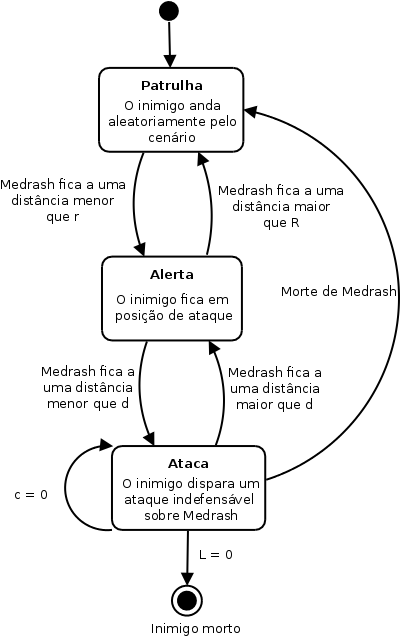 Patrulha
O inimigo anda
aleatoriamente pelo
cenário
Medrash fica a uma
distância menor
que r
Medrash fica a uma
distância maior
que R
Alerta
O inimigo fica em
posição de ataque
Morte de Medrash
Medrash fica a
uma distância
menor que d
Medrash fica a
uma distância
maior que d
Ataca
O inimigo dispara um
ataque indefensável
sobre Medrash
c = 0
L = 0
Inimigo morto